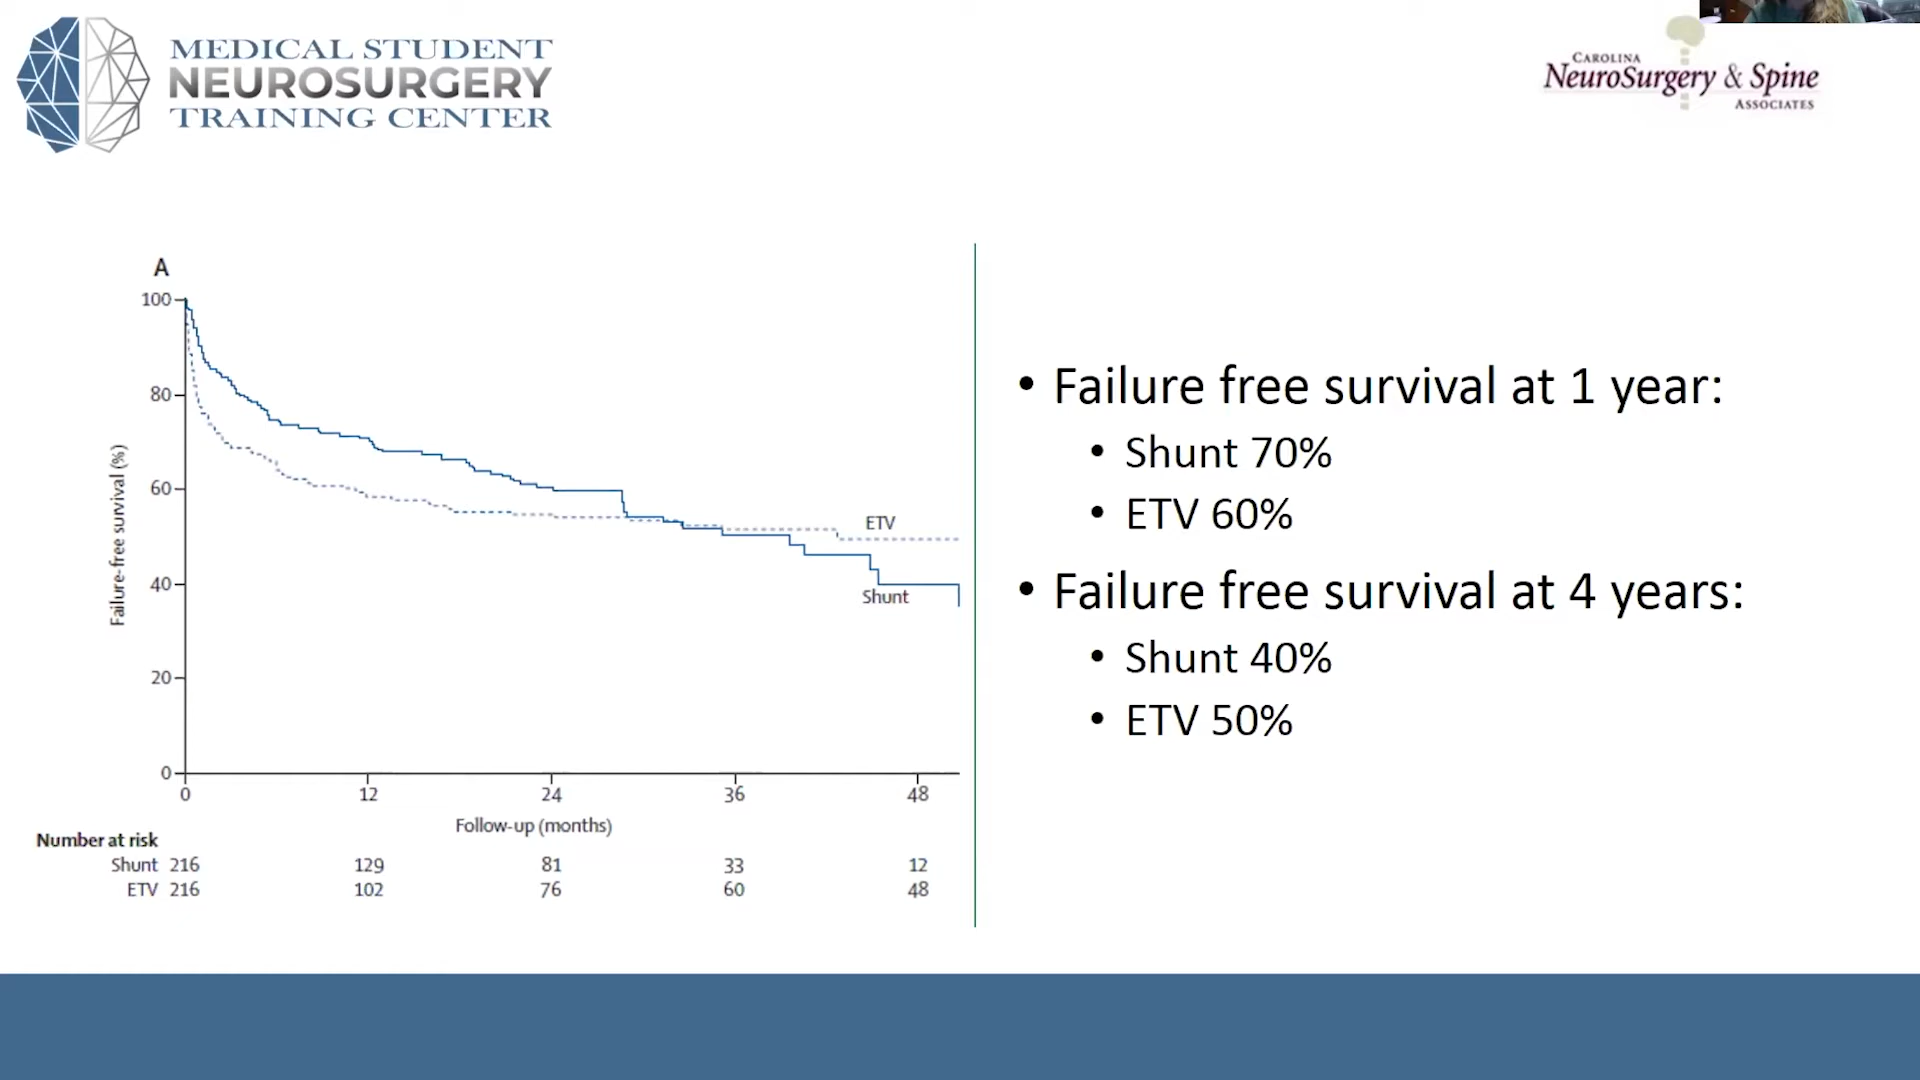 MEDICAL STUDENT
NEUROSURGERY
TRAINING CENTER
CAROLINA
NEUROSURGERY & SPINE
ASSOCIATES
A
100
80
60
40
20
0
Failure-free survival (%)
ETV
Shunt
0 12 24 36 48
Follow-up (months)
Number at risk
Shunt 216 129 81 33 12
ETV 216 102 76 60 48
• Failure free survival at 1 year:
• Shunt 70%
• ETV 60%
• Failure free survival at 4 years:
• Shunt 40%
• ETV 50%